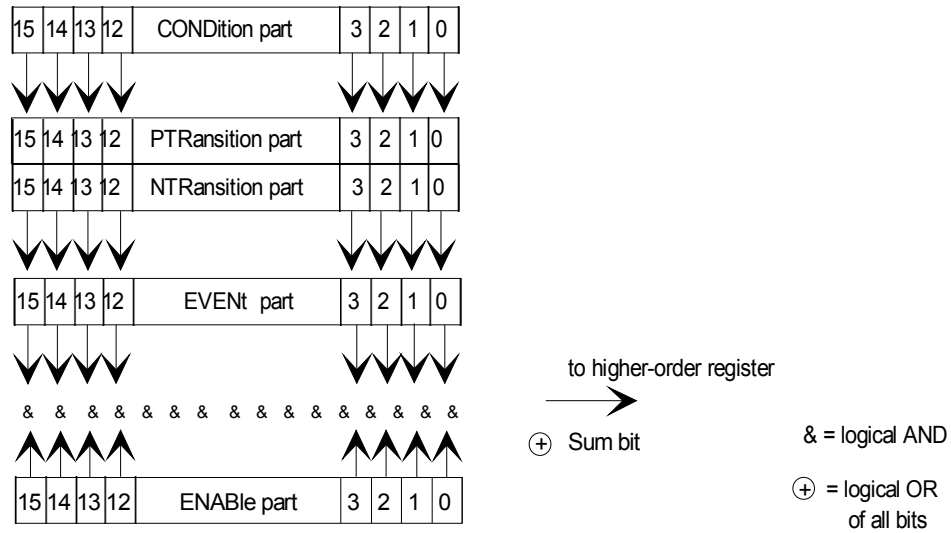 15 14 13 12 CONDition part 3 2 1 0
15 14 13 12 PTRansition part 3 2 1 0
15 14 13 12 NTRansition part 3 2 1 0
15 14 13 12 EVENt part 3 2 1 0
to higher-order register
& & & & & & & & & & & & & & & &
⊕ Sum bit
& = logical AND
15 14 13 12 ENABle part 3 2 1 0
⊕ = logical OR
of all bits